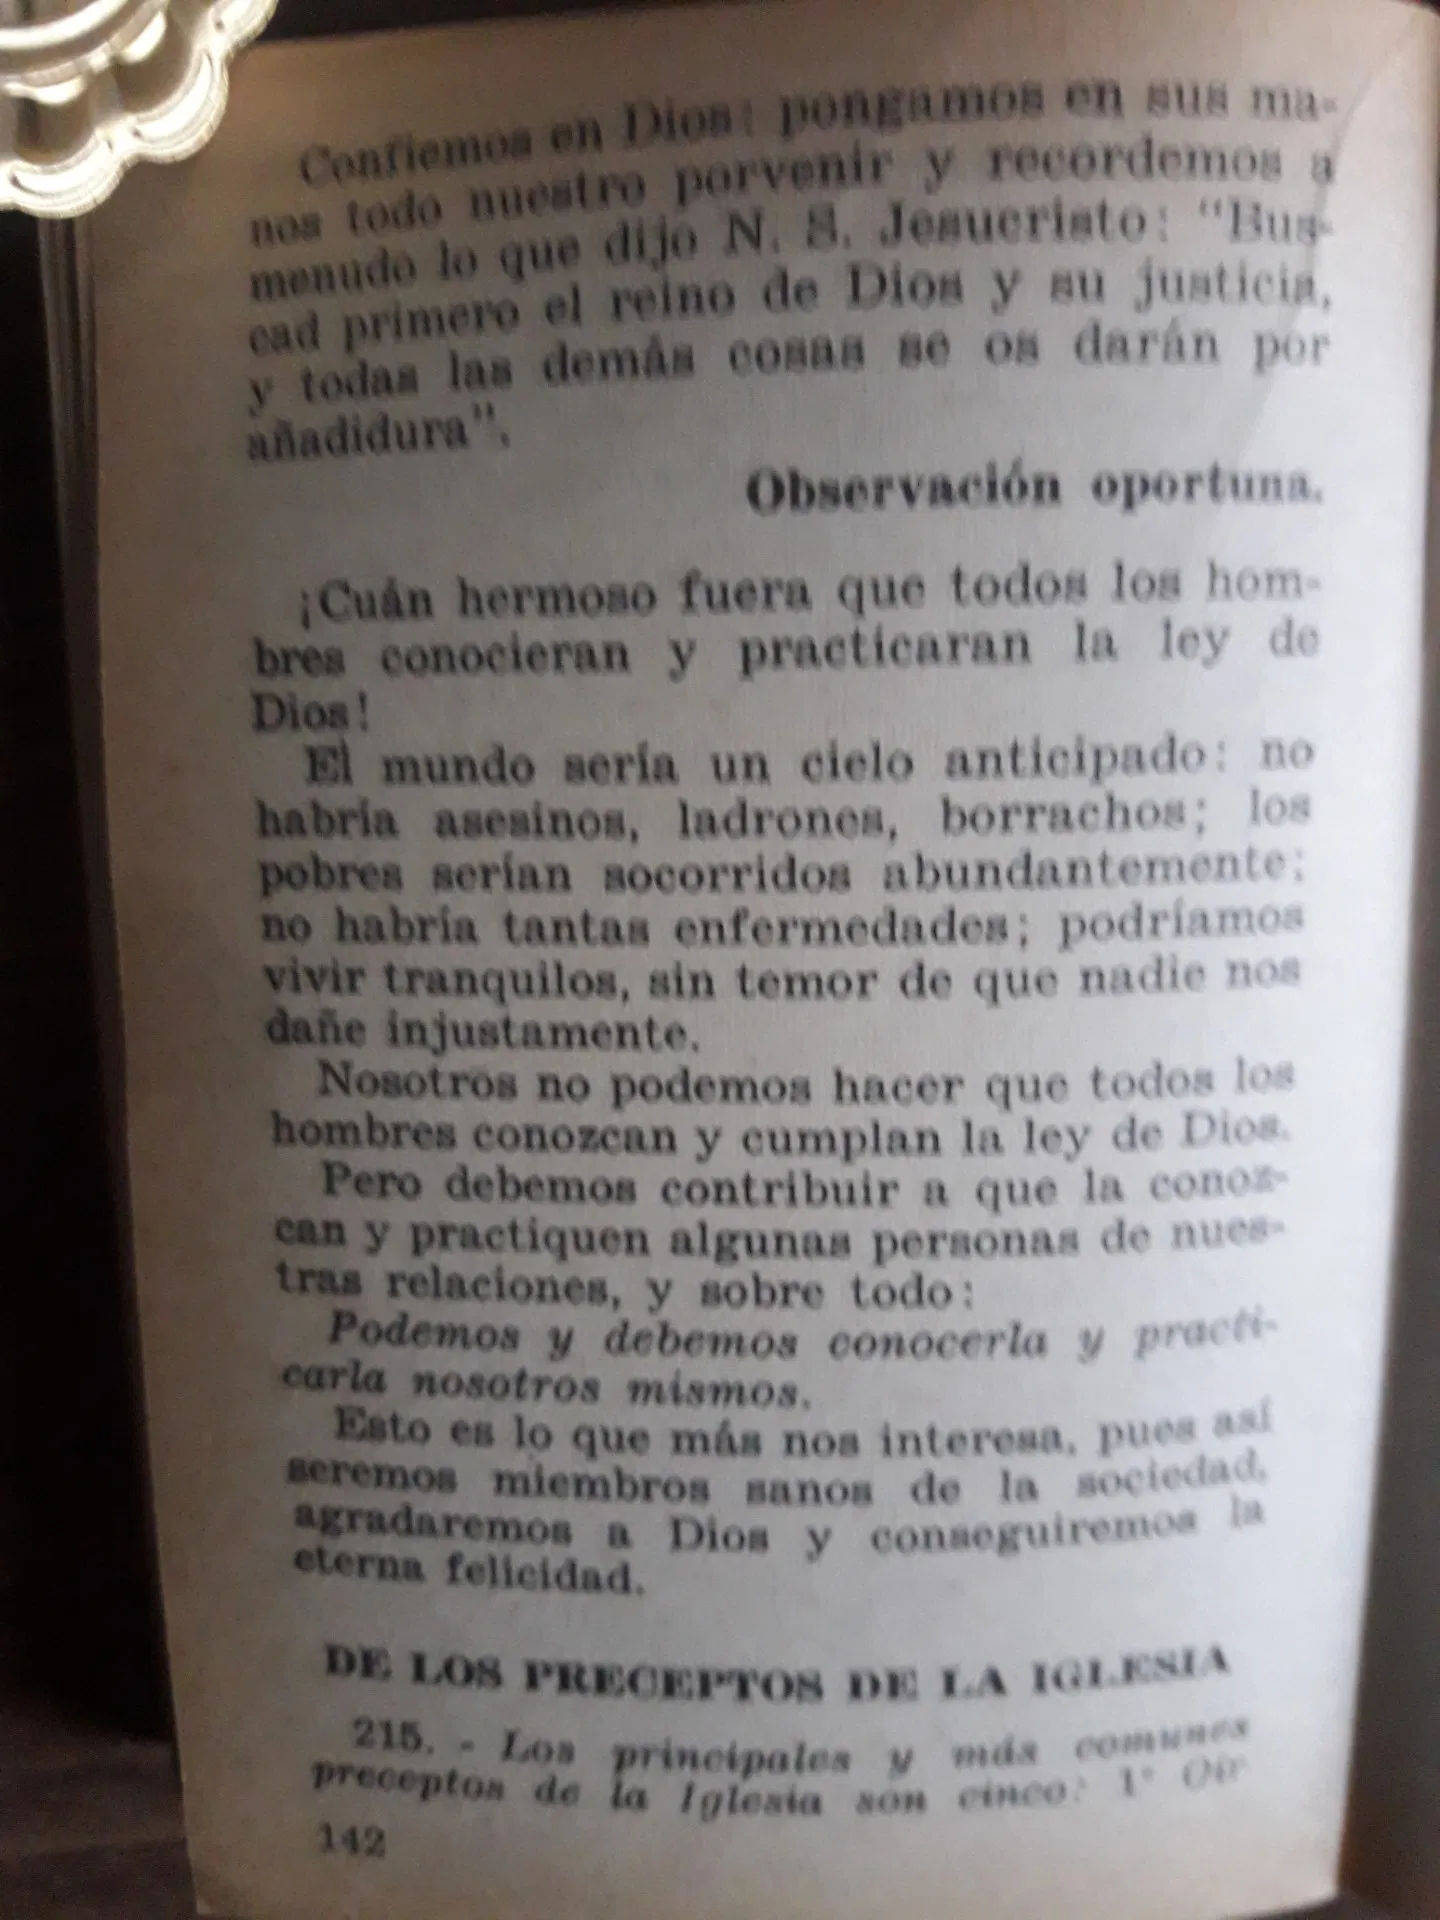 Confiemos en Dios: pongamos en sus ma-
nos todo nuestro porvenir y recordemos a
menudo lo que dijo N. S. Jesucristo: "Bus-
cad primero el reino de Dios y su justicia,
y todas las demás cosas se os darán por
añadidura".
Observación oportuna.
¡Cuán hermoso fuera que todos los hom-
bres conocieran y practicaran la ley de
Dios!
El mundo sería un cielo anticipado: no
habría asesinos, ladrones, borrachos; los
pobres serían socorridos abundantemente;
no habría tantas enfermedades; podríamos
vivir tranquilos, sin temor de que nadie nos
dañe injustamente.
Nosotros no podemos hacer que todos los
hombres conozcan y cumplan la ley de Dios.
Pero debemos contribuir a que la conoz-
can y practiquen algunas personas de nues-
tras relaciones, y sobre todo:
Podemos y debemos conocerla y practi-
carla nosotros mismos.
Esto es lo que más nos interesa, pues así
seremos miembros sanos de la sociedad,
agradaremos a Dios y conseguiremos la
eterna felicidad.
DE LOS PRECEPTOS DE LA IGLESIA
215. - Los principales y más comunes
preceptos de la Iglesia son cinco: 1° Oir
142